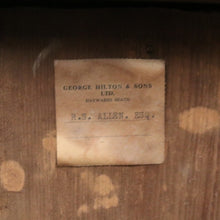 GEORGE HILTON & SONS
LTD.
HAYWARDS HEATH
R.S. ALLEN, ESQ.